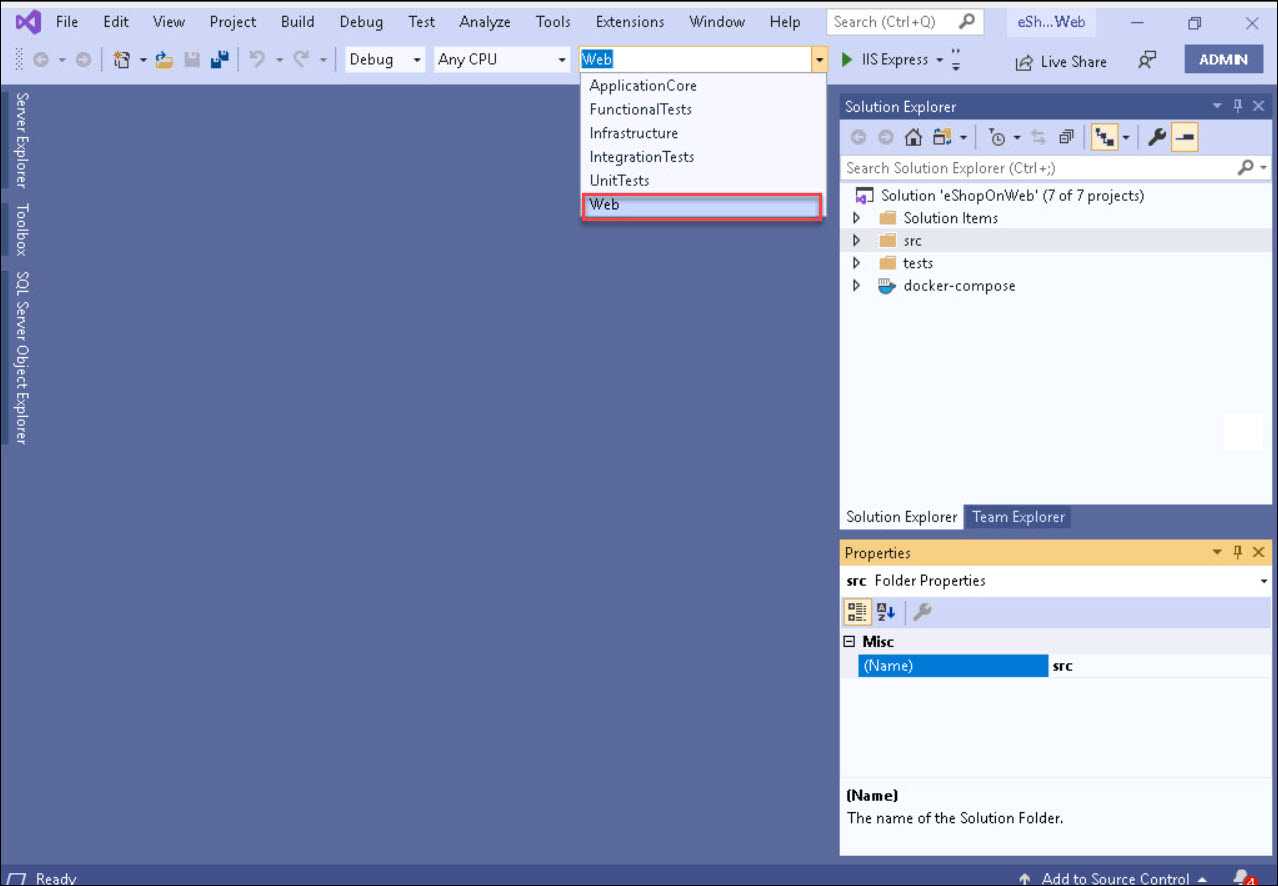 File Edit View Project Build Debug Test Analyze Tools Extensions Window Help Search (Ctrl+Q) eSh...Web
Debug Any CPU Web IIS Express Live Share ADMIN
ApplicationCore
FunctionalTests
Infrastructure
IntegrationTests
UnitTests
Web
Server Explorer
Toolbox
SQL Server Object Explorer
Solution Explorer
Search Solution Explorer (Ctrl+;)
Solution 'eShopOnWeb' (7 of 7 projects)
Solution Items
src
tests
docker-compose
Solution Explorer Team Explorer
Properties
src Folder Properties
Misc
(Name) src
(Name)
The name of the Solution Folder.
Ready Add to Source Control 4